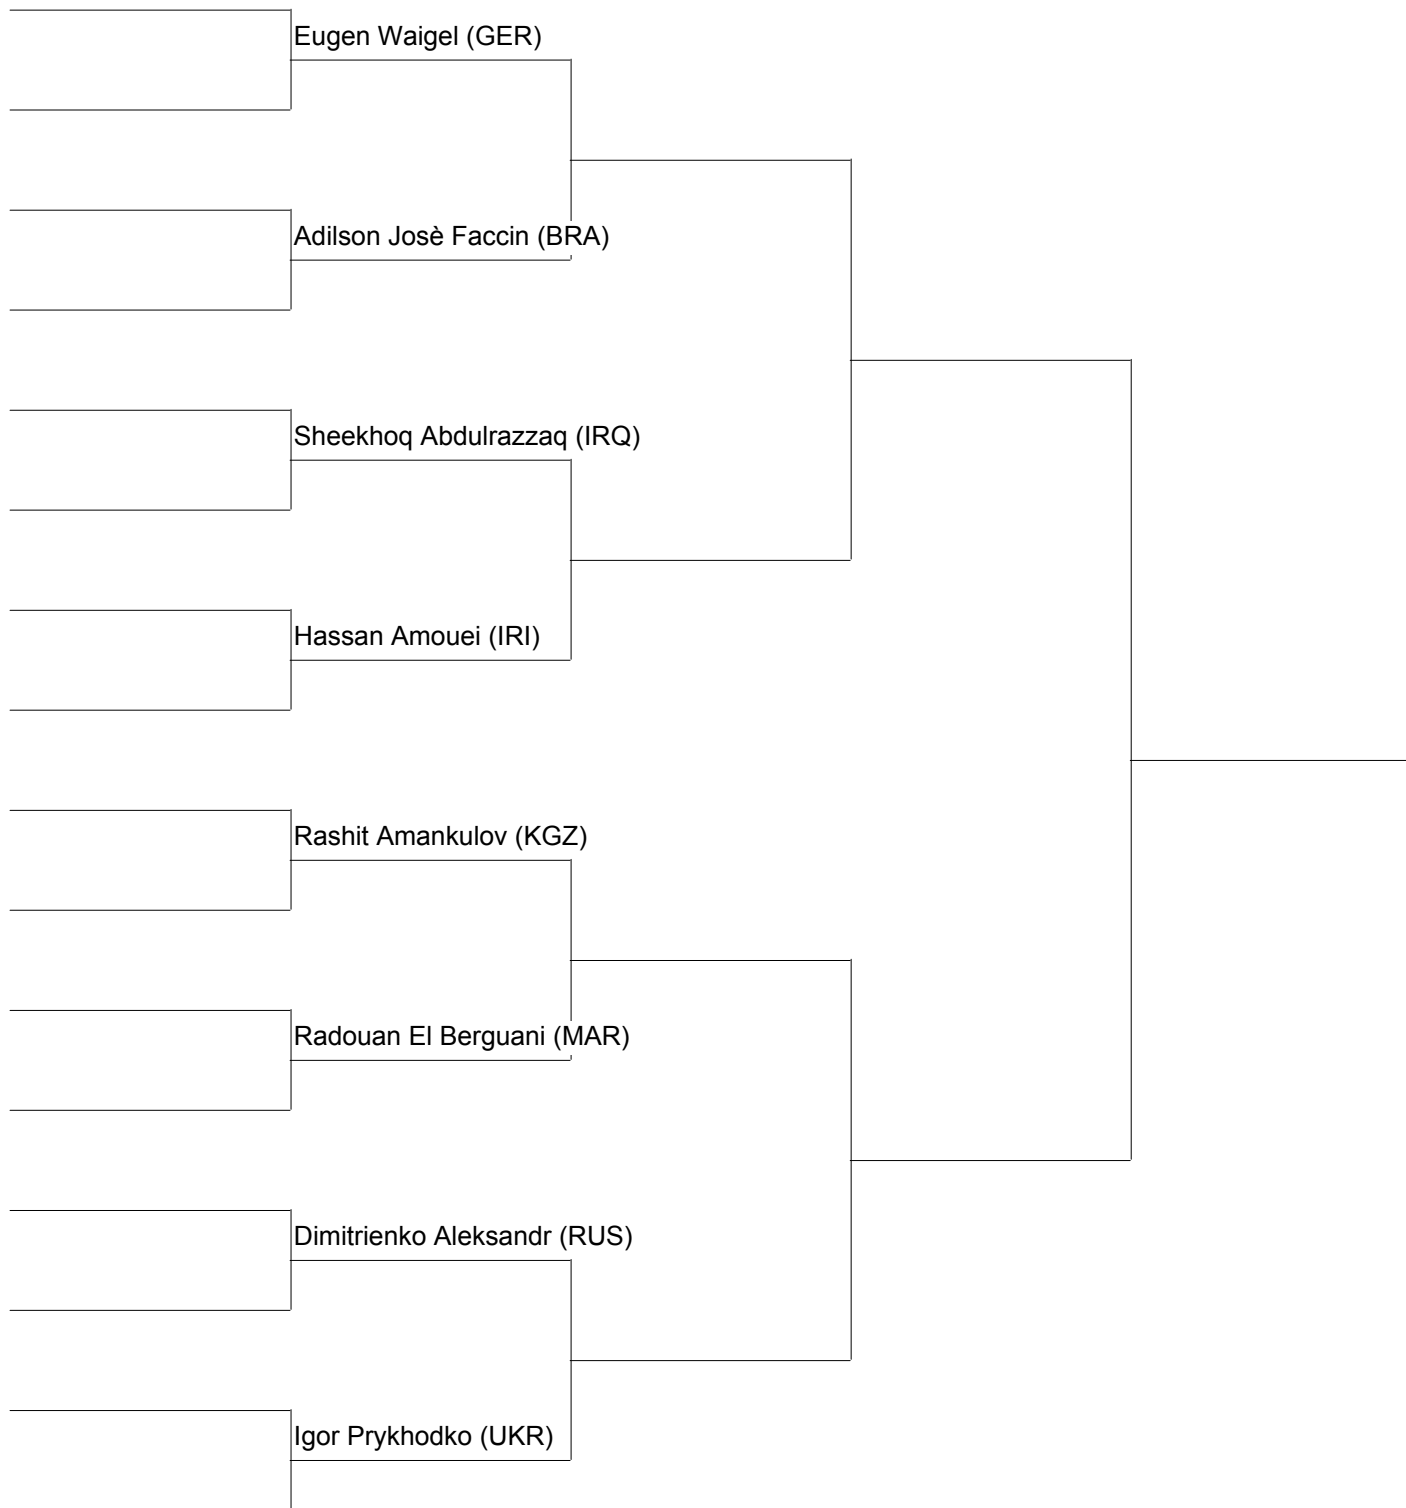 Eugen Waigel (GER)
Adilson Josè Faccin (BRA)
Sheekhoq Abdulrazzaq (IRQ)
Hassan Amouei (IRI)
Rashit Amankulov (KGZ)
Radouan El Berguani (MAR)
Dimitrienko Aleksandr (RUS)
Igor Prykhodko (UKR)